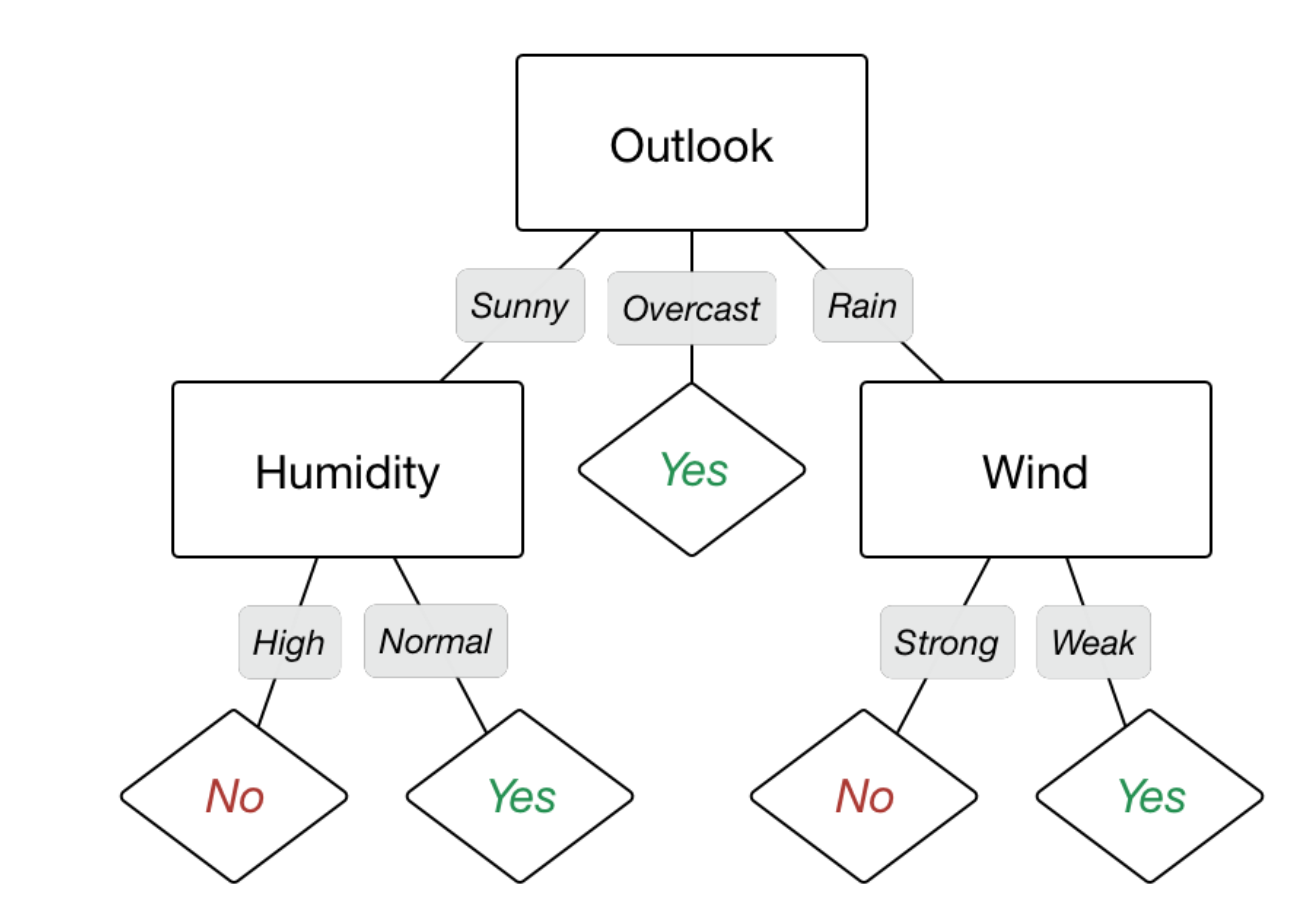 Outlook
Sunny
Overcast
Rain
Humidity
Yes
Wind
High
Normal
Strong
Weak
No
Yes
No
Yes